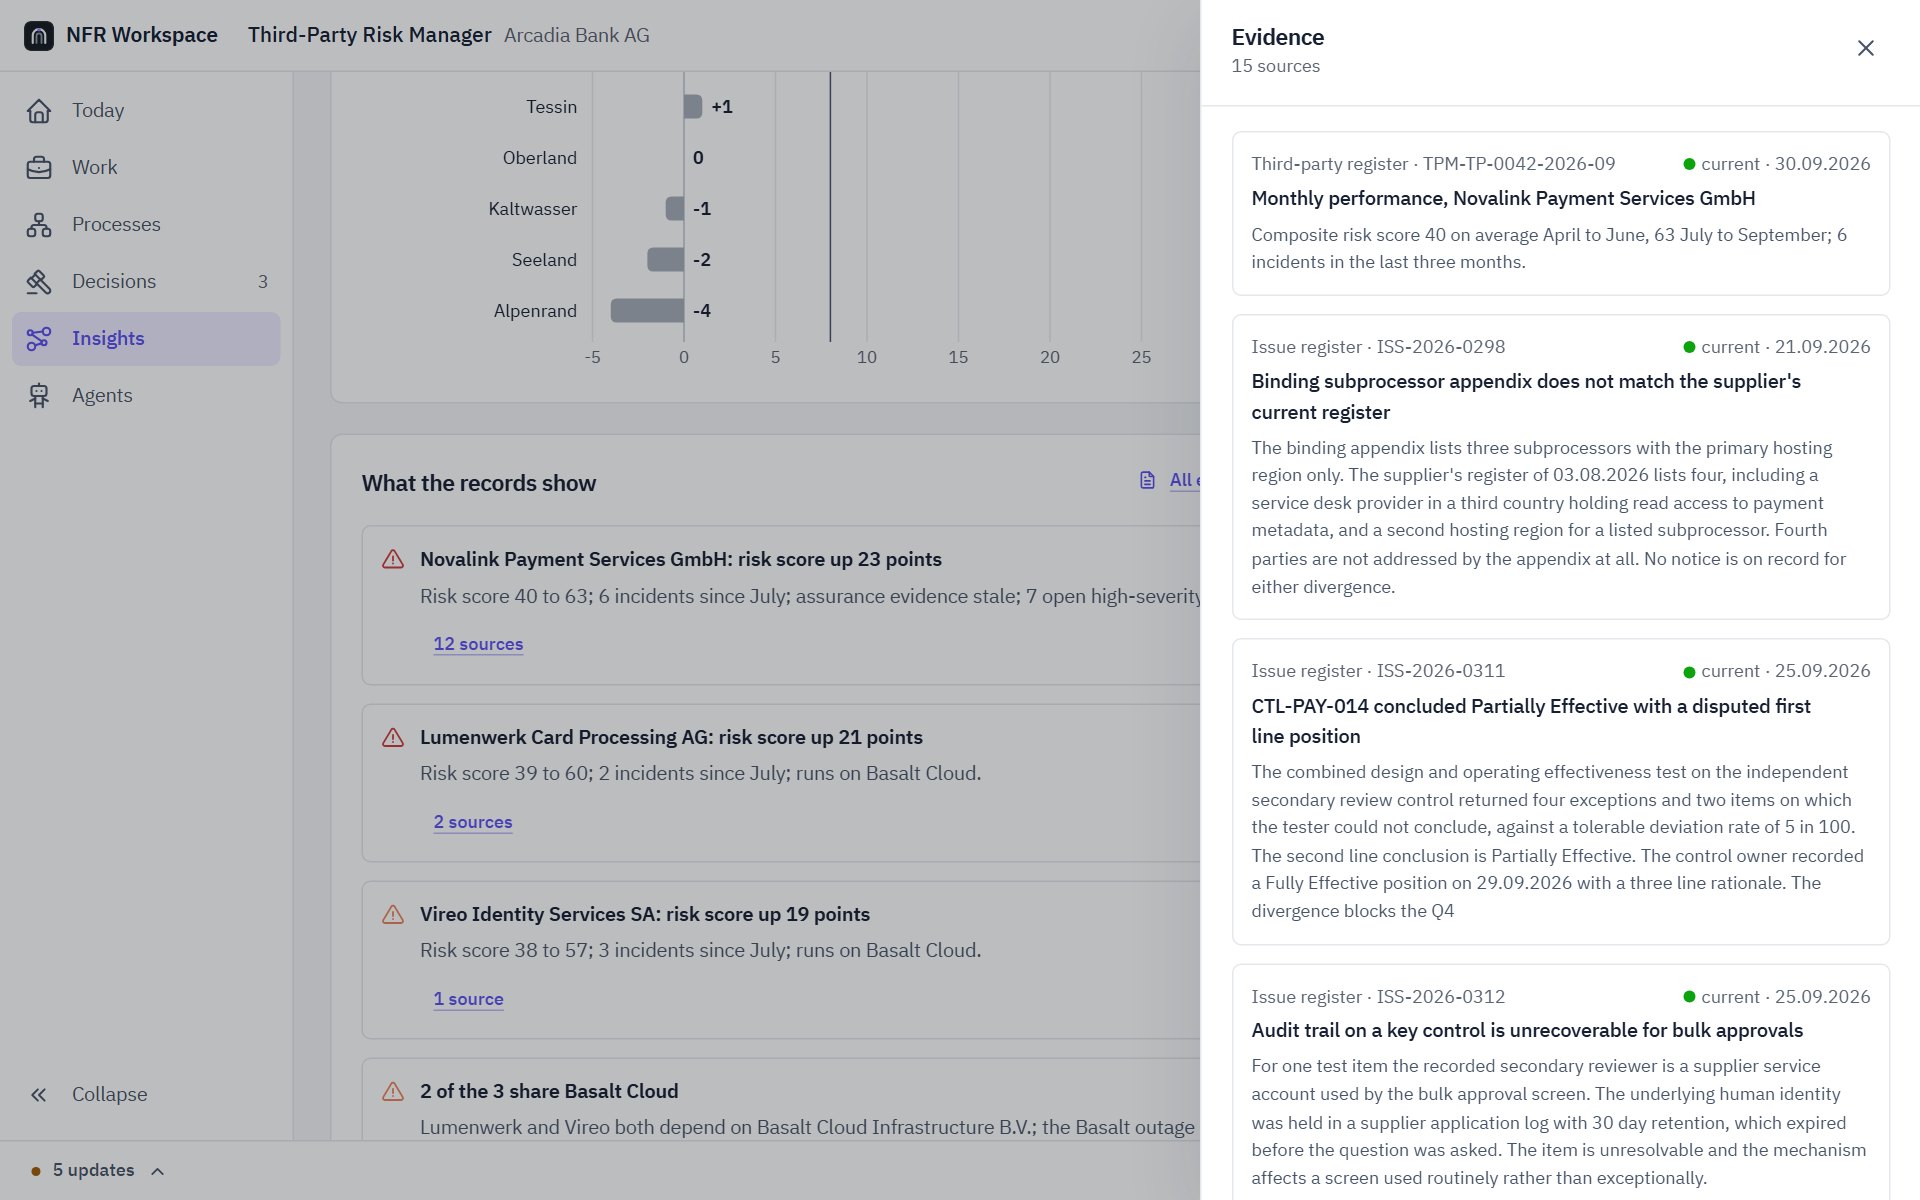 NFR Workspace
Third-Party Risk Manager Arcadia Bank AG
Today
Work
Processes
Decisions 3
Insights
Agents
Collapse
5 updates
Tessin +1
Oberland 0
Kaltwasser -1
Seeland -2
Alpenrand -4
-5 0 5 10 15 20 25
What the records show
All
Novalink Payment Services GmbH: risk score up 23 points
Risk score 40 to 63; 6 incidents since July; assurance evidence stale; 7 open high-severity
12 sources
Lumenwerk Card Processing AG: risk score up 21 points
Risk score 39 to 60; 2 incidents since July; runs on Basalt Cloud.
2 sources
Vireo Identity Services SA: risk score up 19 points
Risk score 38 to 57; 3 incidents since July; runs on Basalt Cloud.
1 source
2 of the 3 share Basalt Cloud
Lumenwerk and Vireo both depend on Basalt Cloud Infrastructure B.V.; the Basalt outage
Evidence
15 sources
Third-party register · TPM-TP-0042-2026-09 current · 30.09.2026
Monthly performance, Novalink Payment Services GmbH
Composite risk score 40 on average April to June, 63 July to September; 6
incidents in the last three months.
Issue register · ISS-2026-0298 current · 21.09.2026
Binding subprocessor appendix does not match the supplier's
current register
The binding appendix lists three subprocessors with the primary hosting
region only. The supplier's register of 03.08.2026 lists four, including a
service desk provider in a third country holding read access to payment
metadata, and a second hosting region for a listed subprocessor. Fourth
parties are not addressed by the appendix at all. No notice is on record for
either divergence.
Issue register · ISS-2026-0311 current · 25.09.2026
CTL-PAY-014 concluded Partially Effective with a disputed first
line position
The combined design and operating effectiveness test on the independent
secondary review control returned four exceptions and two items on which
the tester could not conclude, against a tolerable deviation rate of 5 in 100.
The second line conclusion is Partially Effective. The control owner recorded
a Fully Effective position on 29.09.2026 with a three line rationale. The
divergence blocks the Q4
Issue register · ISS-2026-0312 current · 25.09.2026
Audit trail on a key control is unrecoverable for bulk approvals
For one test item the recorded secondary reviewer is a supplier service
account used by the bulk approval screen. The underlying human identity
was held in a supplier application log with 30 day retention, which expired
before the question was asked. The item is unresolvable and the mechanism
affects a screen used routinely rather than exceptionally.